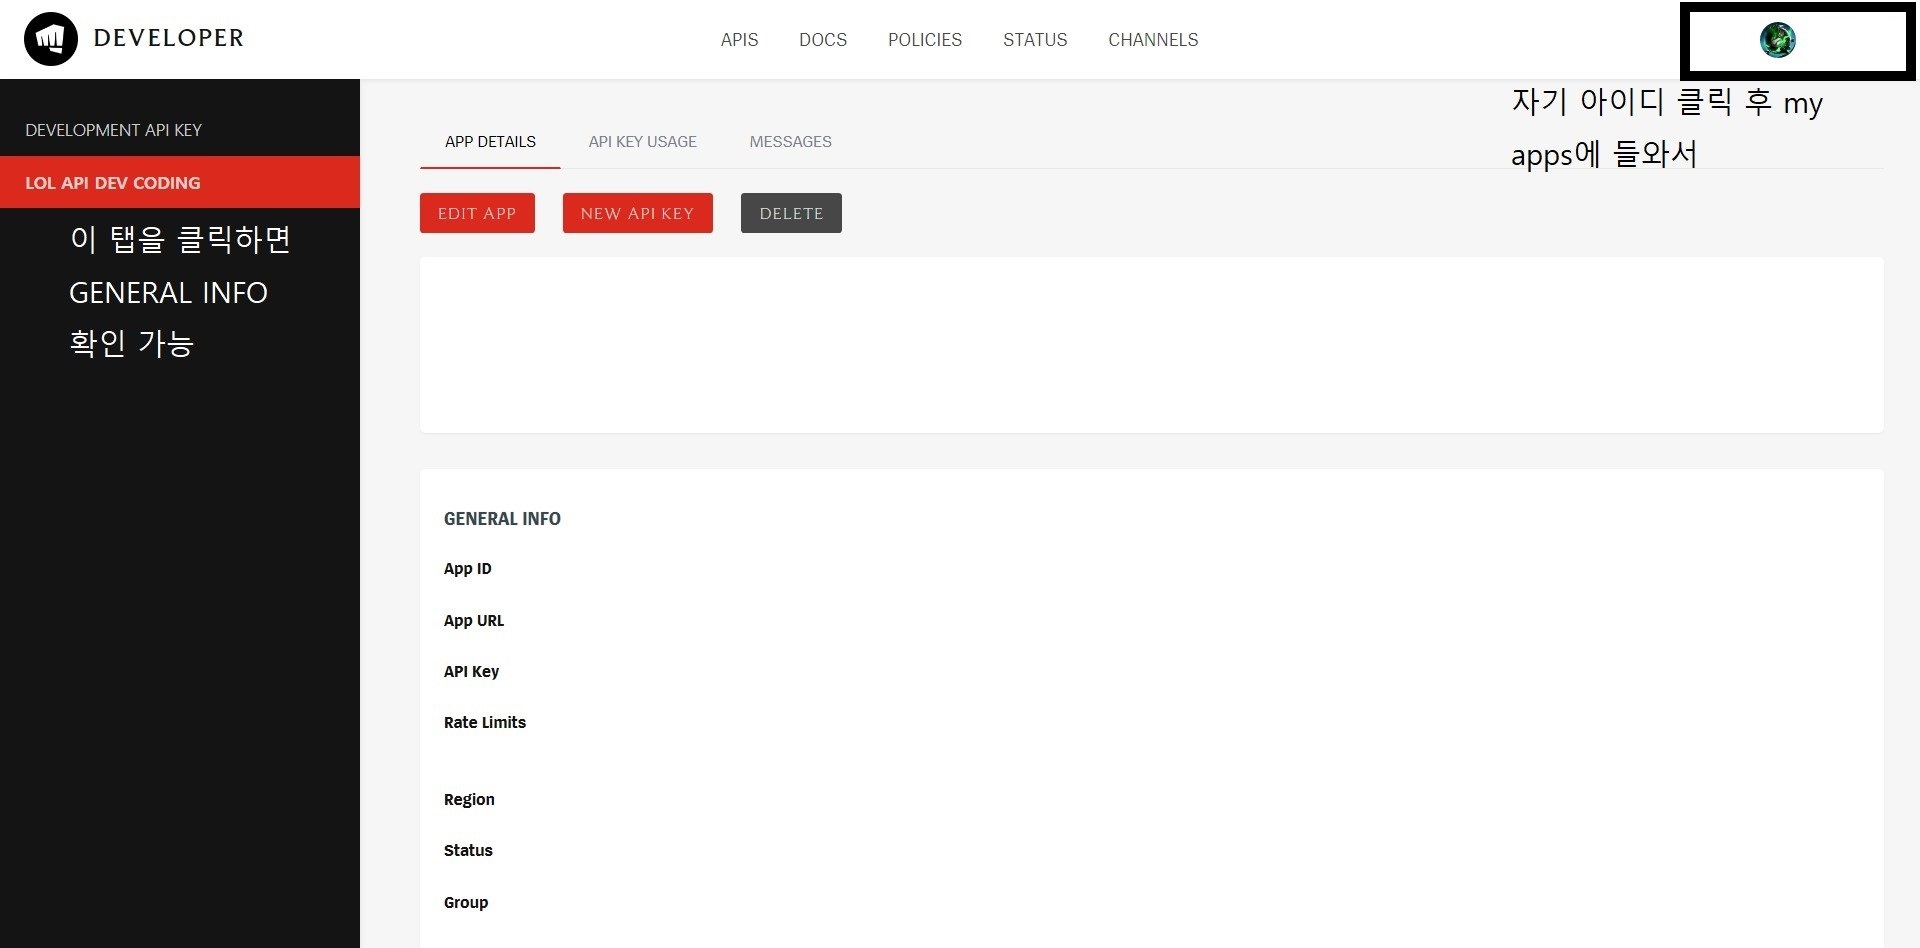 DEVELOPER
APIS DOCS POLICIES STATUS CHANNELS
자기 아이디 클릭 후 my
apps에 들와서
DEVELOPMENT API KEY
LOL API DEV CODING
이 탭을 클릭하면
GENERAL INFO
확인 가능
APP DETAILS API KEY USAGE MESSAGES
EDIT APP NEW API KEY DELETE
GENERAL INFO
App ID
App URL
API Key
Rate Limits
Region
Status
Group